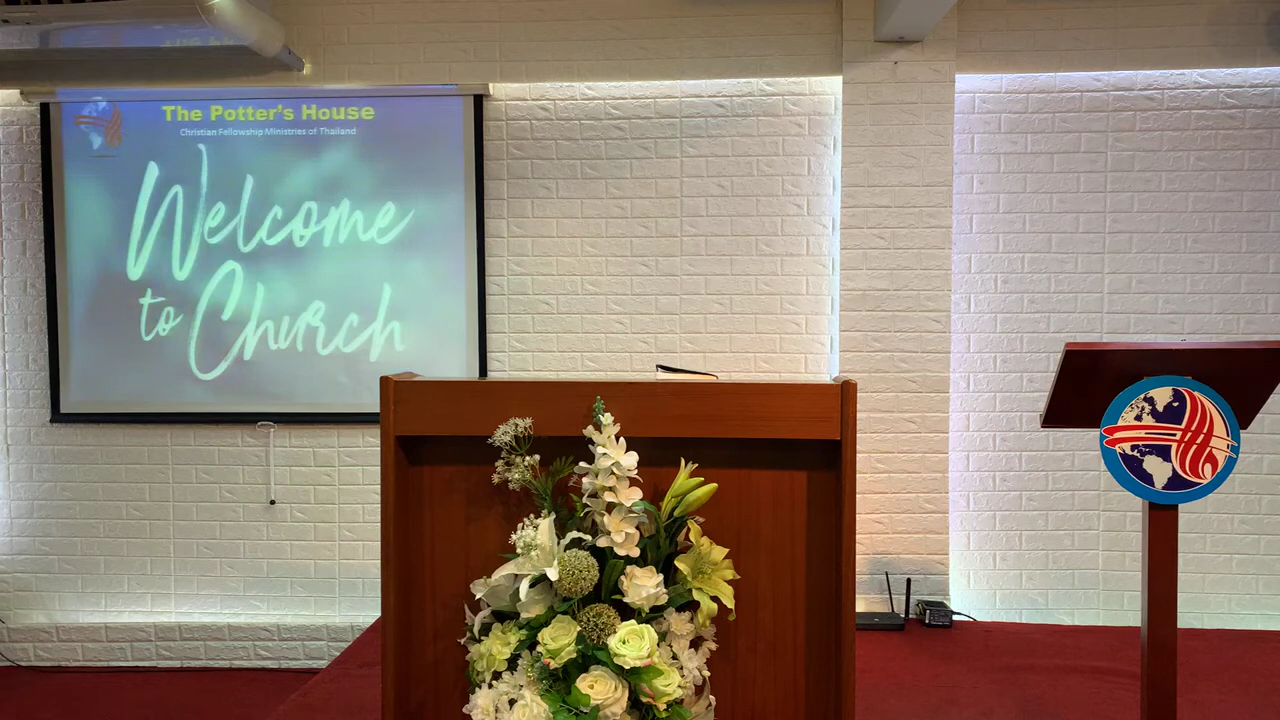 The Potter's House
Christian Fellowship Ministries of Thailand
Welcome
to Church